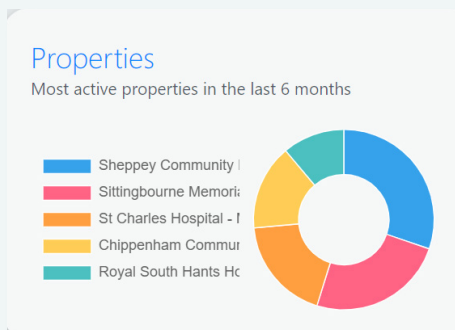 Properties
Most active properties in the last 6 months
Sheppey Community
Sittingbourne Memoria
St Charles Hospital -
Chippenham Commur
Royal South Hants Ho